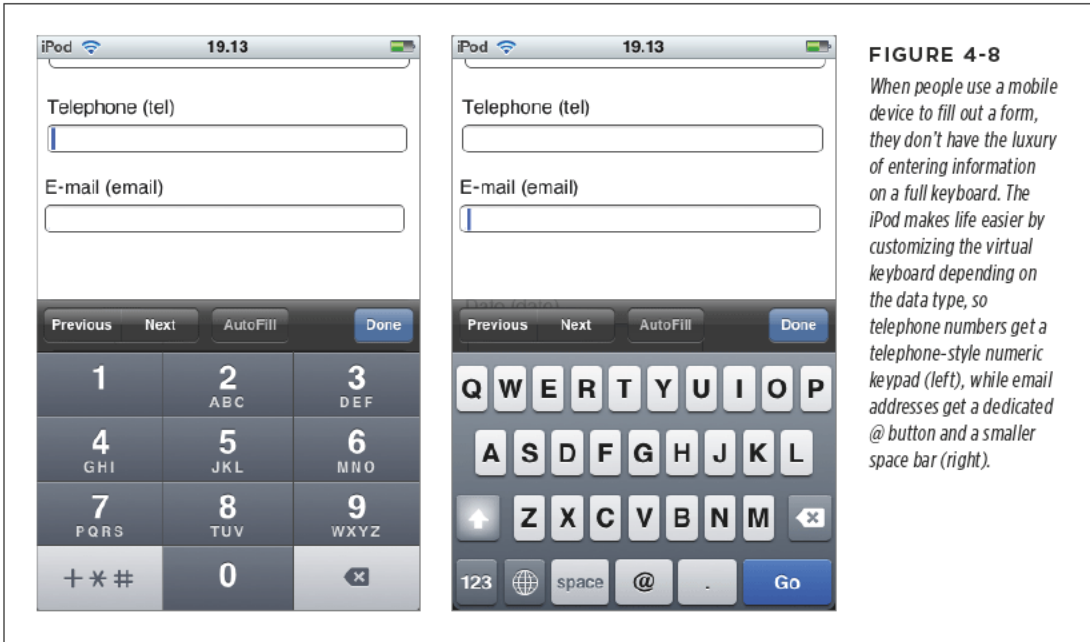 iPod 19.13
Telephone (tel)
E-mail (email)
Previous Next AutoFill Done
1 2 3
ABC DEF
4 5 6
GHI JKL MNO
7 8 9
PQRS TUV WXYZ
+*# 0
iPod 19.13
Telephone (tel)
E-mail (email)
Date (date)
Previous Next AutoFill Done
Q W E R T Y U I O P
A S D F G H J K L
Z X C V B N M
123 space @ . Go
FIGURE 4-8
When people use a mobile
device to fill out a form,
they don't have the luxury
of entering information
on a full keyboard. The
iPod makes life easier by
customizing the virtual
keyboard depending on
the data type, so
telephone numbers get a
telephone-style numeric
keypad (left), while email
addresses get a dedicated
@ button and a smaller
space bar (right).